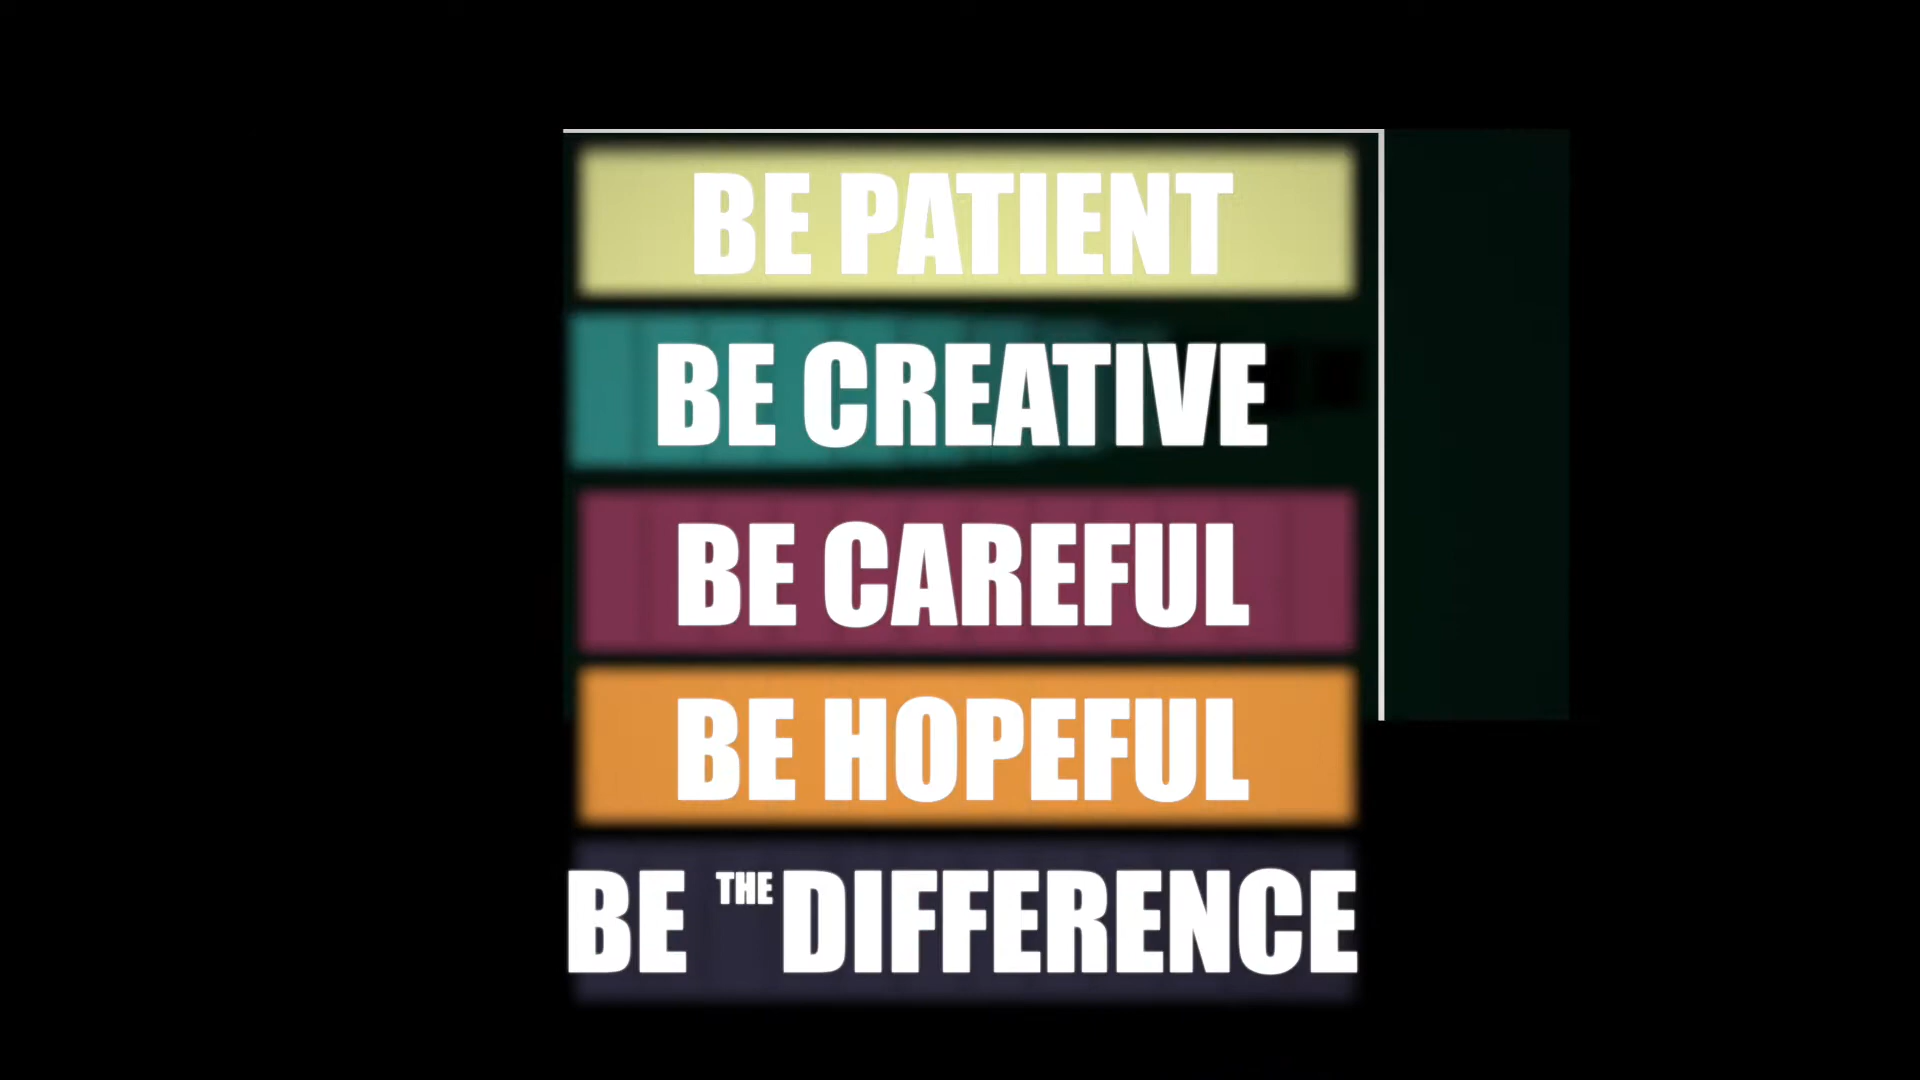 BE PATIENT
BE CREATIVE
BE CAREFUL
BE HOPEFUL
BE THE DIFFERENCE